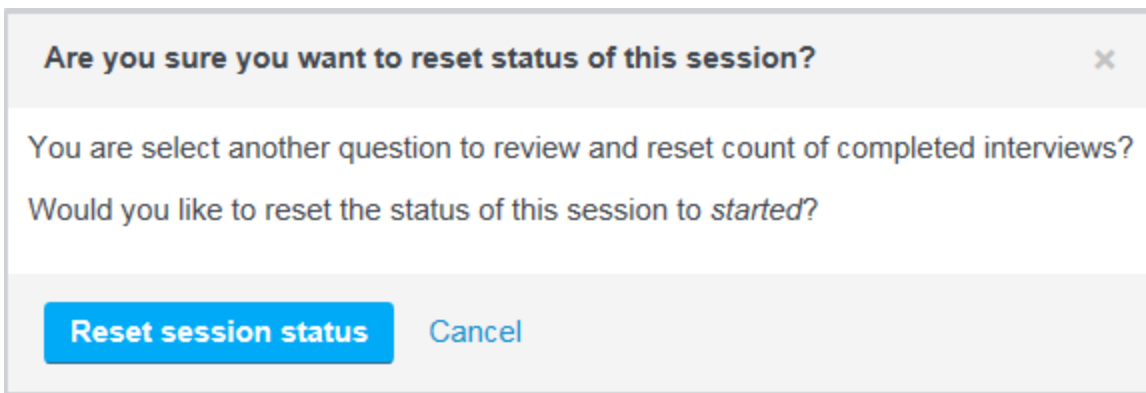 Are you sure you want to reset status of this session?
You are select another question to review and reset count of completed interviews?
Would you like to reset the status of this session to started?
Reset session status
Cancel